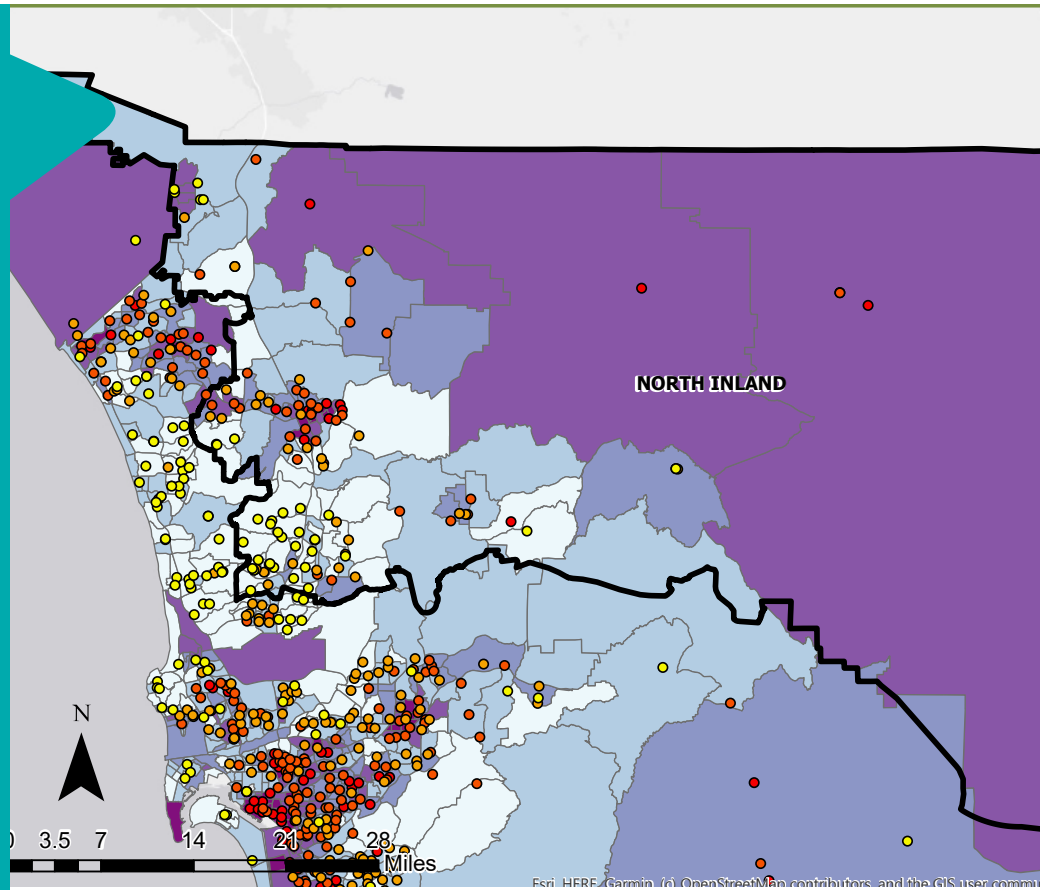 NORTH INLAND
N
0 3.5 7 14 21 28
Miles
Esri, HERE, Garmin, (c) OpenStreetMap contributors, and the GIS user commu